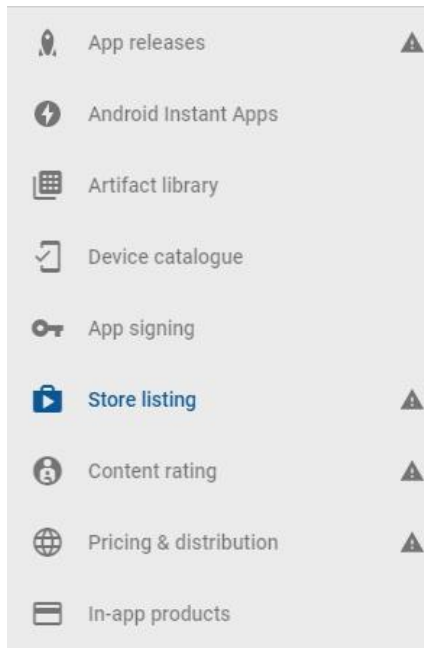 App releases
Android Instant Apps
Artifact library
Device catalogue
App signing
Store listing
Content rating
Pricing & distribution
In-app products